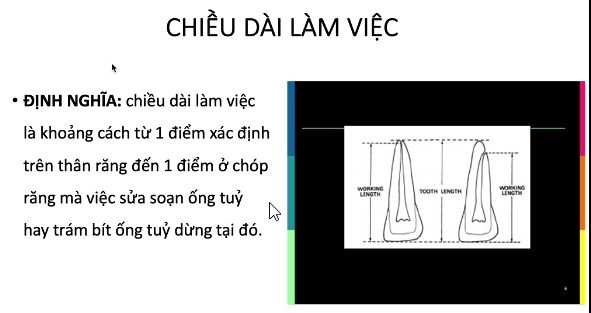 CHIỀU DÀI LÀM VIỆC
• ĐỊNH NGHĨA: chiều dài làm việc
là khoảng cách từ 1 điểm xác định
trên thân răng đến 1 điểm ở chóp
răng mà việc sửa soạn ống tuỷ
hay trám bít ống tuỷ dừng tại đó.
WORKING
LENGTH
TOOTH LENGTH
WORKING
LENGTH